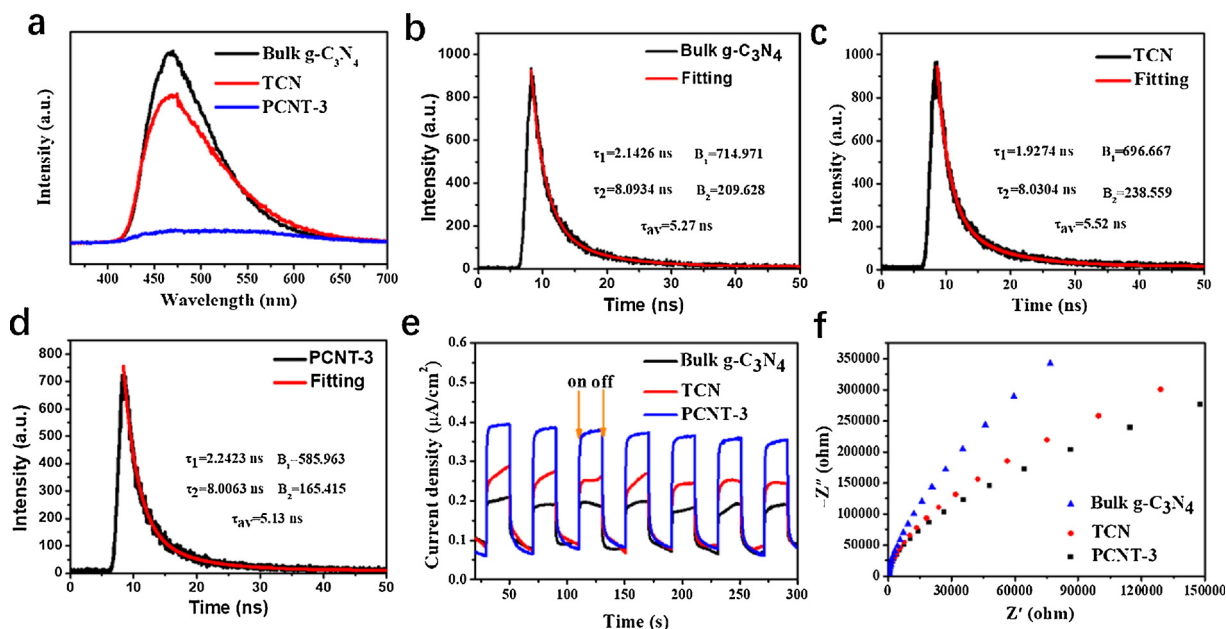 a
Intensity (a.u.)
Bulk g-C₃N₄
TCN
PCNT-3
400 450 500 550 600 650 700
Wavelength (nm)
b
Intensity (a.u.)
1000
800
600
400
200
0
Bulk g-C₃N₄
Fitting
τ₁=2.1426 ns B₁=714.971
τ₂=8.0934 ns B₂=209.628
τav=5.27 ns
0 10 20 30 40 50
Time (ns)
c
Intensity (a.u.)
1000
800
600
400
200
0
TCN
Fitting
τ₁=1.9274 ns B₁=696.667
τ₂=8.0304 ns B₂=238.559
τav=5.52 ns
0 10 20 30 40 50
Time (ns)
d
Intensity (a.u.)
800
700
600
500
400
300
200
100
0
PCNT-3
Fitting
τ₁=2.2423 ns B₁=585.963
τ₂=8.0063 ns B₂=165.415
τav=5.13 ns
0 10 20 30 40 50
Time (ns)
e
Current density (μA/cm²)
0.6
0.5
0.4
0.3
0.2
0.1
0.0
Bulk g-C₃N₄
TCN
PCNT-3
on off
50 100 150 200 250 300
Time (s)
f
−Z″ (ohm)
350000
300000
250000
200000
150000
100000
50000
0
Bulk g-C₃N₄
TCN
PCNT-3
0 30000 60000 90000 120000 150000
Z′ (ohm)